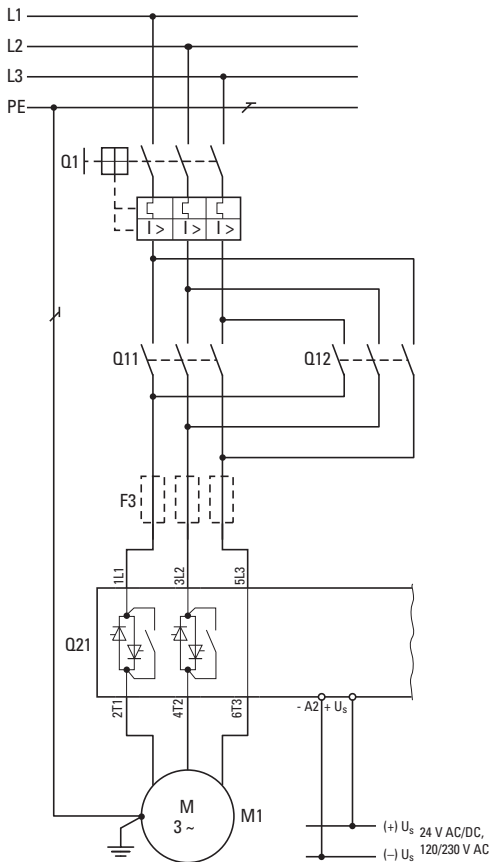 L1
L2
L3
PE
Q1
I > I > I >
Q11 Q12
F3
1L1 3L2 5L3
Q21
2T1 4T2 6T3
- A2 + Us
M
3 ~
M1
(+) Us
24 V AC/DC,
120/230 V AC
(–) Us